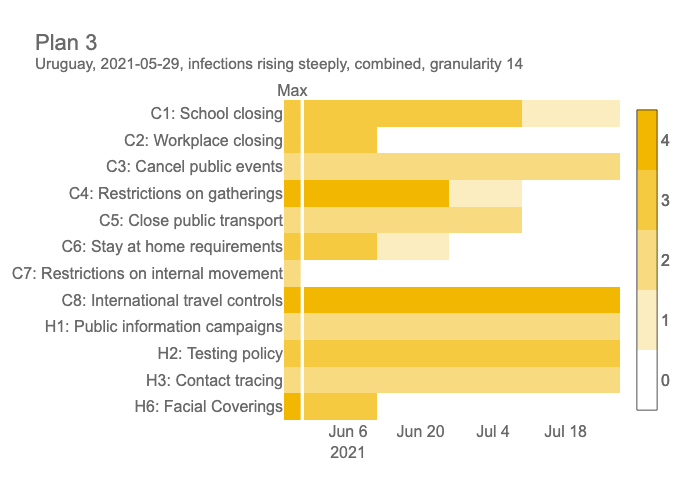 Plan 3
Uruguay, 2021-05-29, infections rising steeply, combined, granularity 14
Max
C1: School closing
C2: Workplace closing
C3: Cancel public events
C4: Restrictions on gatherings
C5: Close public transport
C6: Stay at home requirements
C7: Restrictions on internal movement
C8: International travel controls
H1: Public information campaigns
H2: Testing policy
H3: Contact tracing
H6: Facial Coverings
4
3
2
1
0
Jun 6 Jun 20 Jul 4 Jul 18
2021